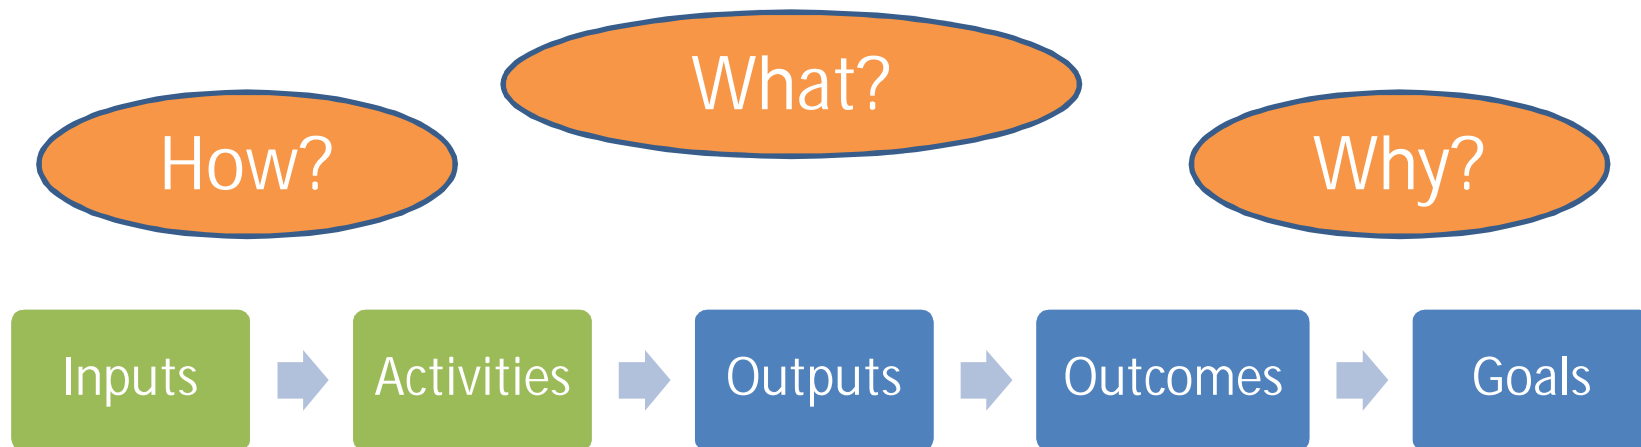 What?
How?
Why?
Inputs
Activities
Outputs
Outcomes
Goals